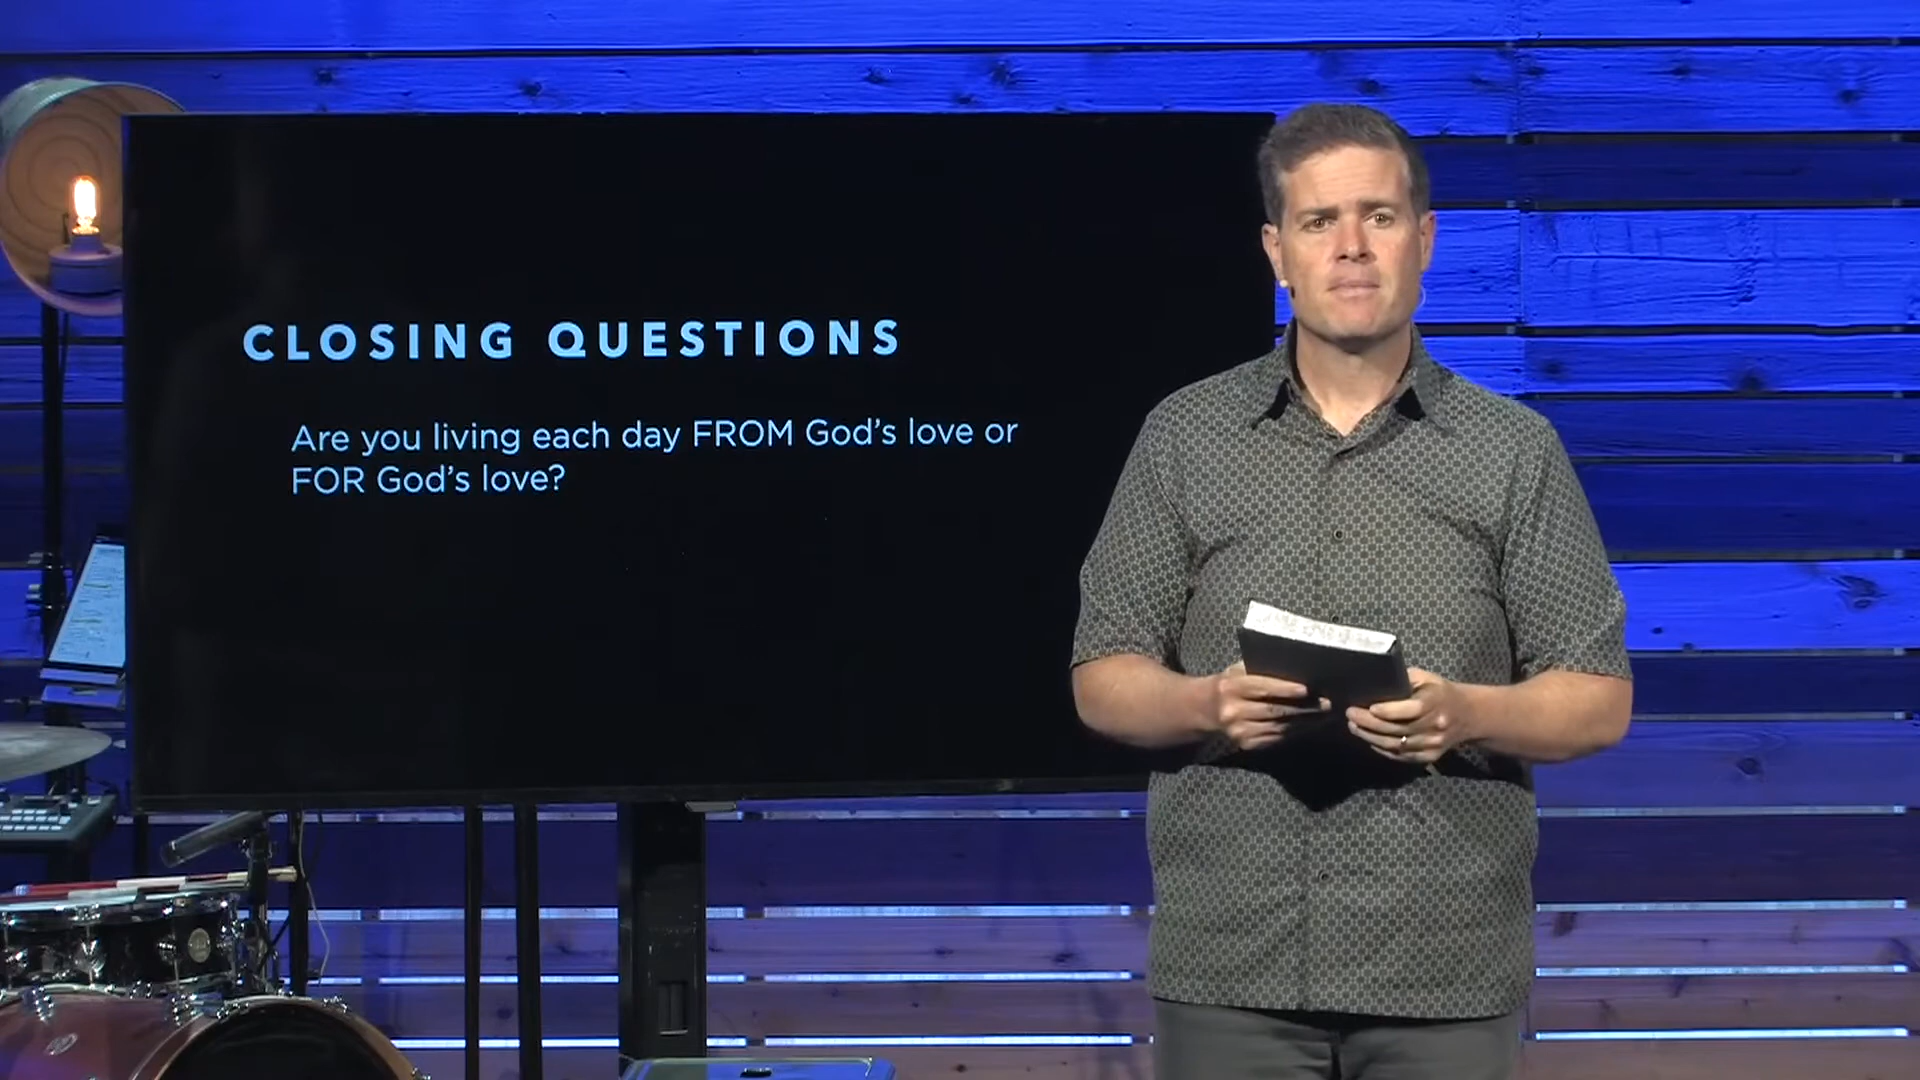 CLOSING QUESTIONS
Are you living each day FROM God's love or
FOR God's love?